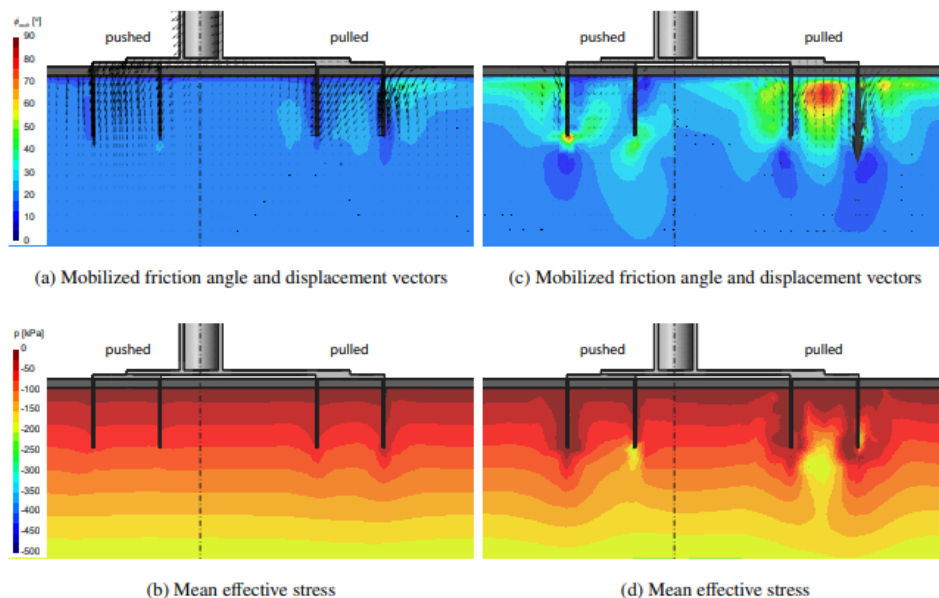 ϕmob [°]
90
80
70
60
50
40
30
20
10
0
pushed
pulled
pushed
pulled
(a) Mobilized friction angle and displacement vectors
(c) Mobilized friction angle and displacement vectors
p [kPa]
0
-50
-100
-150
-200
-250
-300
-350
-400
-450
-500
pushed
pulled
pushed
pulled
(b) Mean effective stress
(d) Mean effective stress